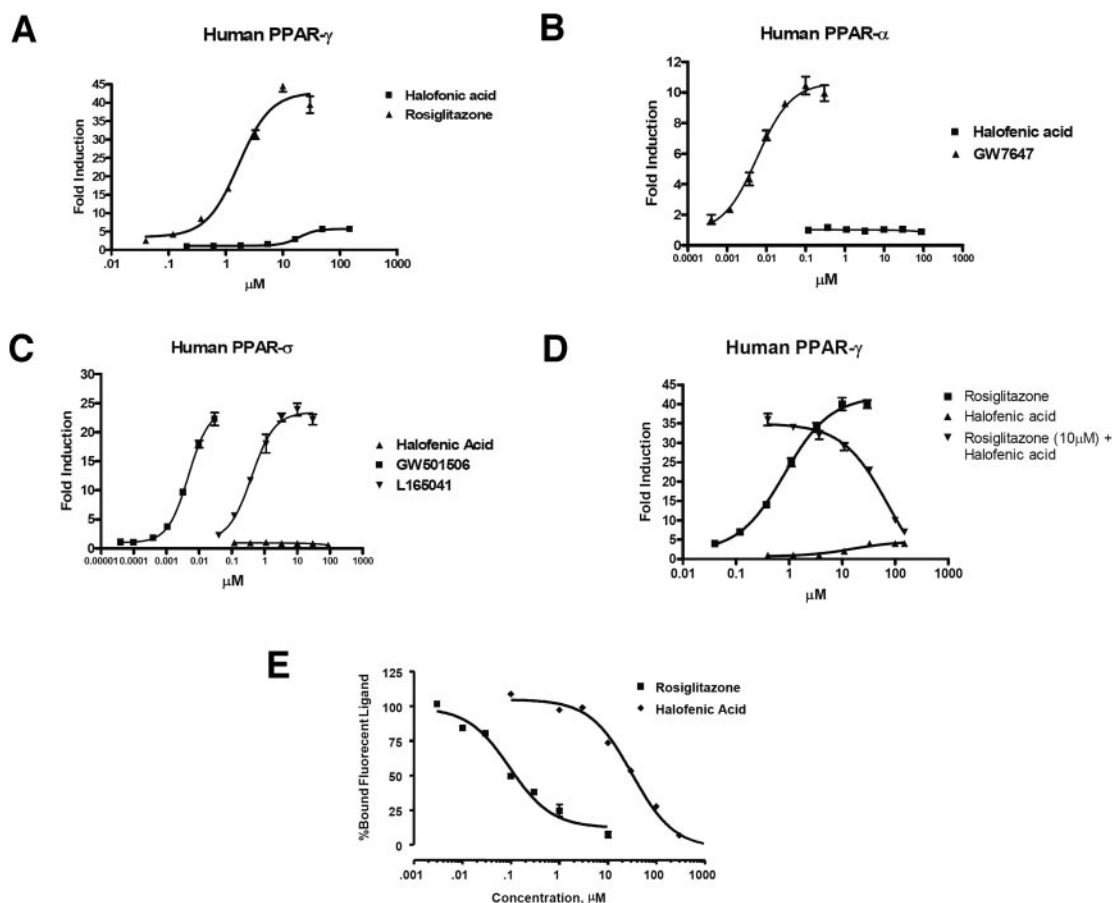 A
Human PPAR-γ
Fold Induction
45
40
35
30
25
20
15
10
5
0
.01 .1 1 10 100 1000
μM
Halofonic acid
Rosiglitazone
B
Human PPAR-α
Fold Induction
12
10
8
6
4
2
0
0.0001 0.001 0.01 0.1 1 10 100 1000
μM
Halofenic acid
GW7647
C
Human PPAR-σ
Fold Induction
30
25
20
15
10
5
0
0.00001 0.0001 0.001 0.01 0.1 1 10 100 1000
μM
Halofenic Acid
GW501506
L165041
D
Human PPAR-γ
Fold Induction
45
40
35
30
25
20
15
10
5
0
0.01 0.1 1 10 100 1000
μM
Rosiglitazone
Halofenic acid
Rosiglitazone (10μM) +
Halofenic acid
E
%Bound Fluorecent Ligand
125
100
75
50
25
0
.001 .01 .1 1 10 100 1000
Concentration, μM
Rosiglitazone
Halofenic Acid